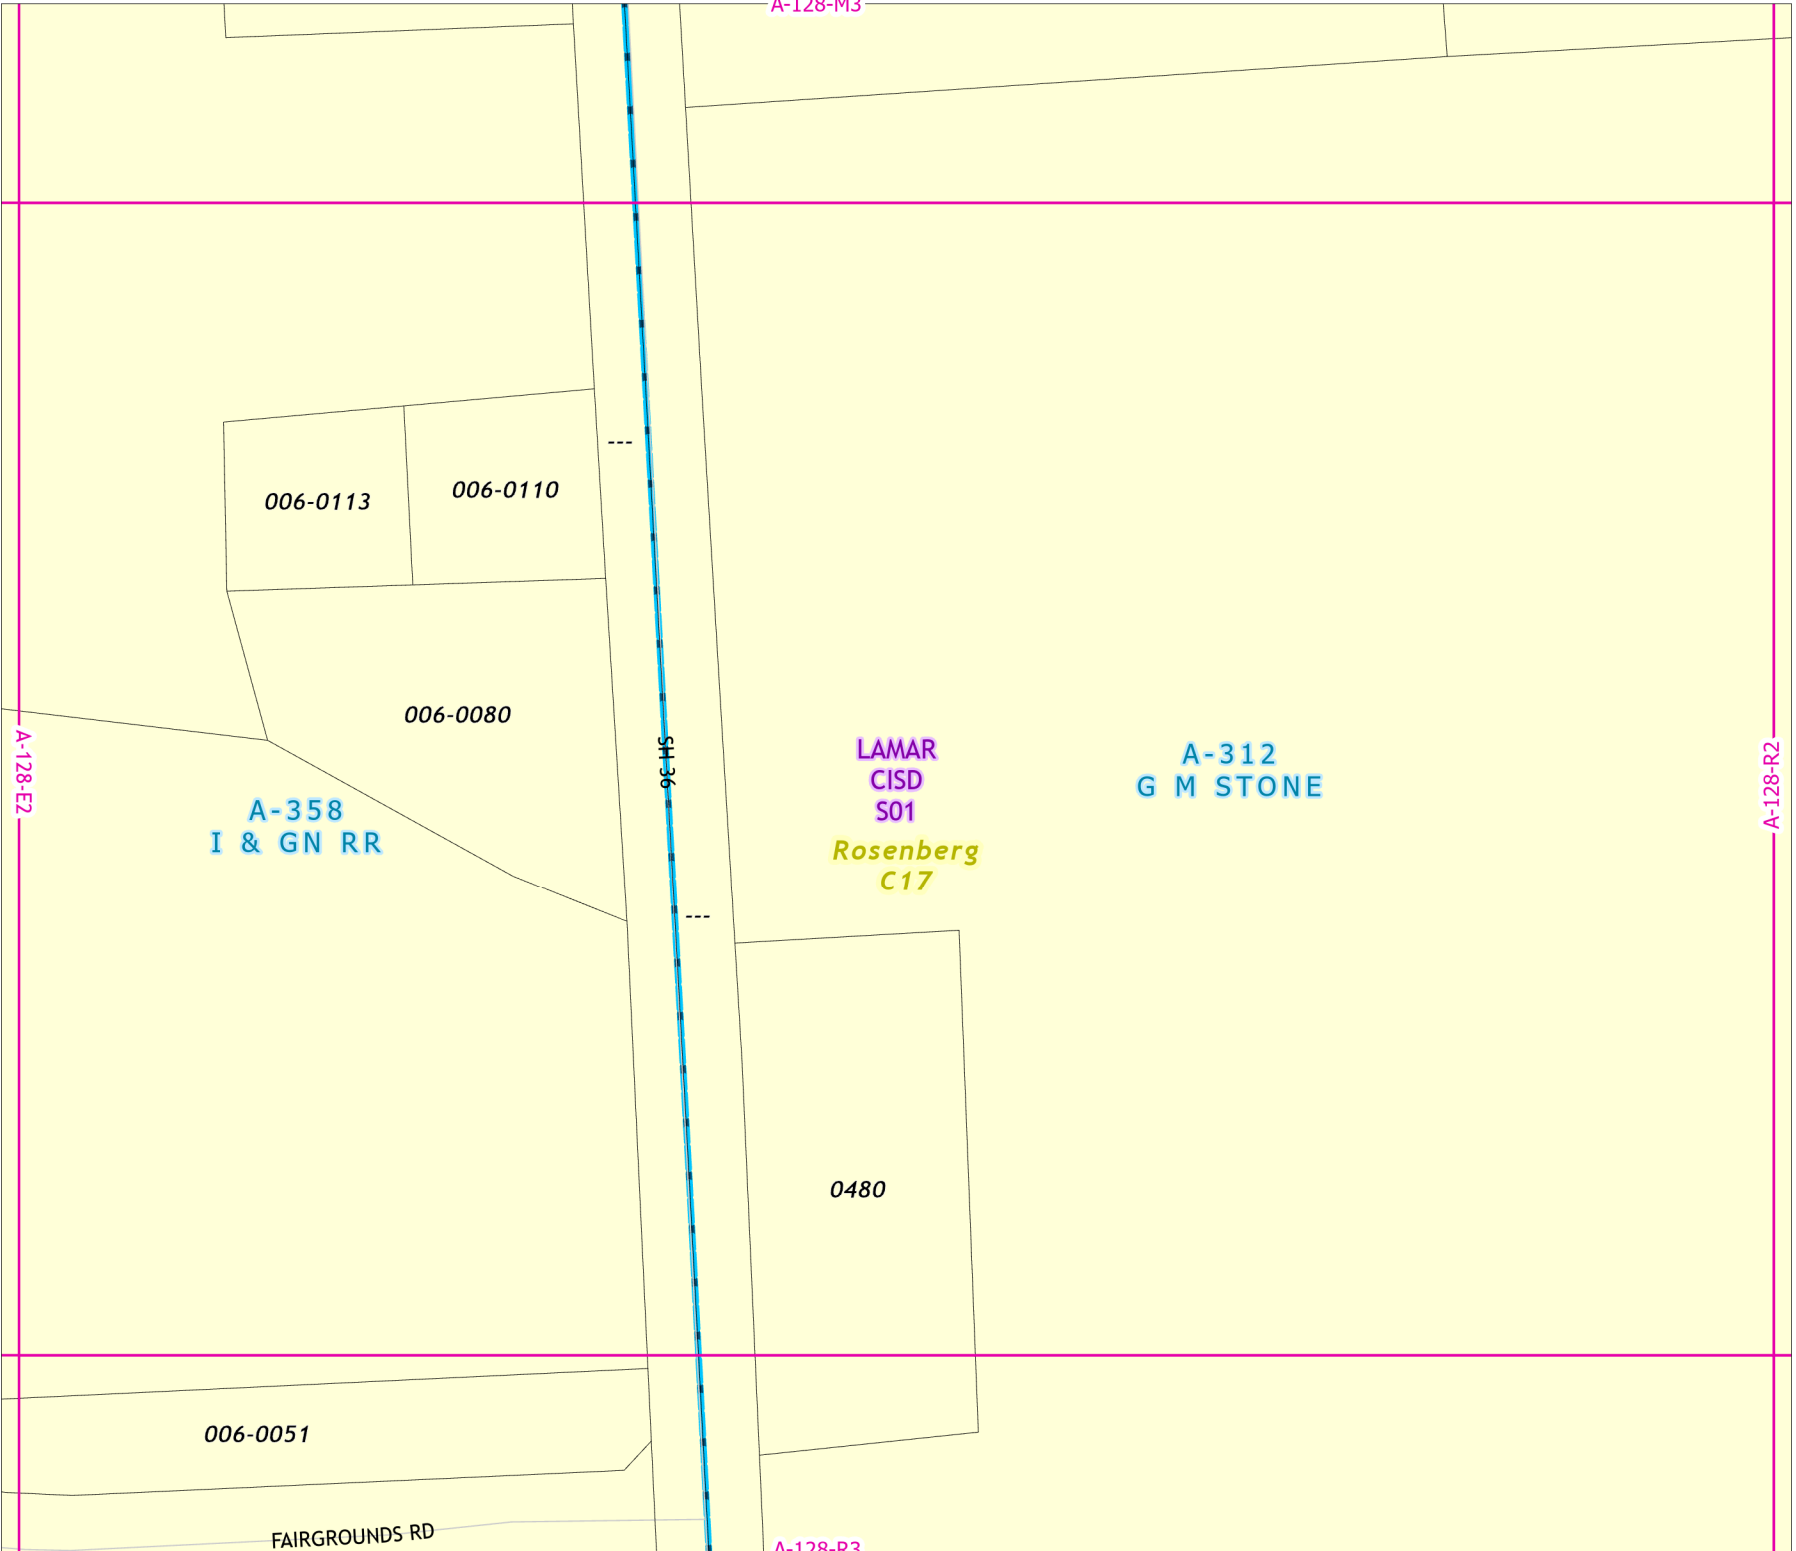 A-128-M3
---
006-0113
006-0110
006-0080
SH 36
A-128-E2
A-358
I & GN RR
LAMAR
CISD
S01
Rosenberg
C17
A-312
G M STONE
A-128-R2
---
0480
006-0051
FAIRGROUNDS RD
A-128-R3